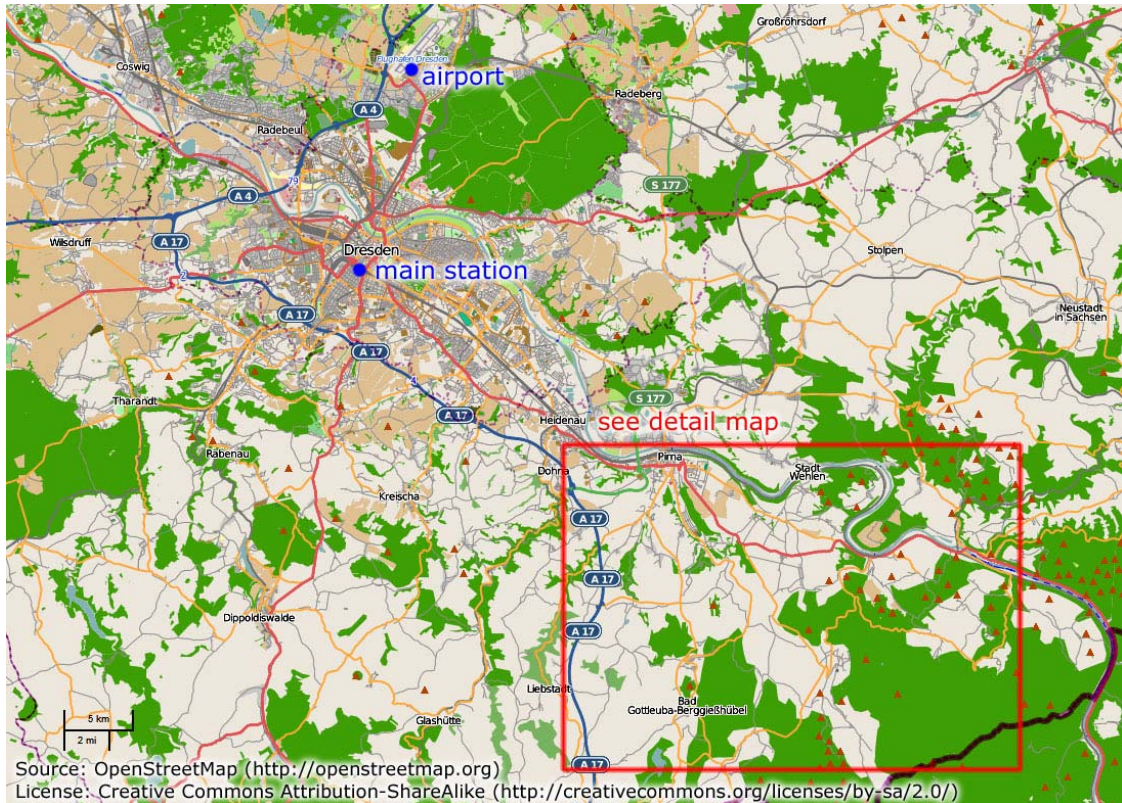 Großröhrsdorf
Coswig
Flughafen Dresden
airport
Radeberg
A 4
Radebeul
79
S 177
A 4
Wilsdruff
A 17
Dresden
Stolpen
2
main station
Neustadt
in Sachsen
A 17
A 17
4
Tharandt
S 177
A 17
Heidenau
see detail map
Rabenau
Dohna
Pirna
Stadt
Wehlen
Kreischa
A 17
A 17
Dippoldiswalde
A 17
Liebstadt
Bad
Gottleuba-Berggießhübel
Glashütte
5 km
2 mi
A 17
Source: OpenStreetMap (http://openstreetmap.org)
License: Creative Commons Attribution-ShareAlike (http://creativecommons.org/licenses/by-sa/2.0/)